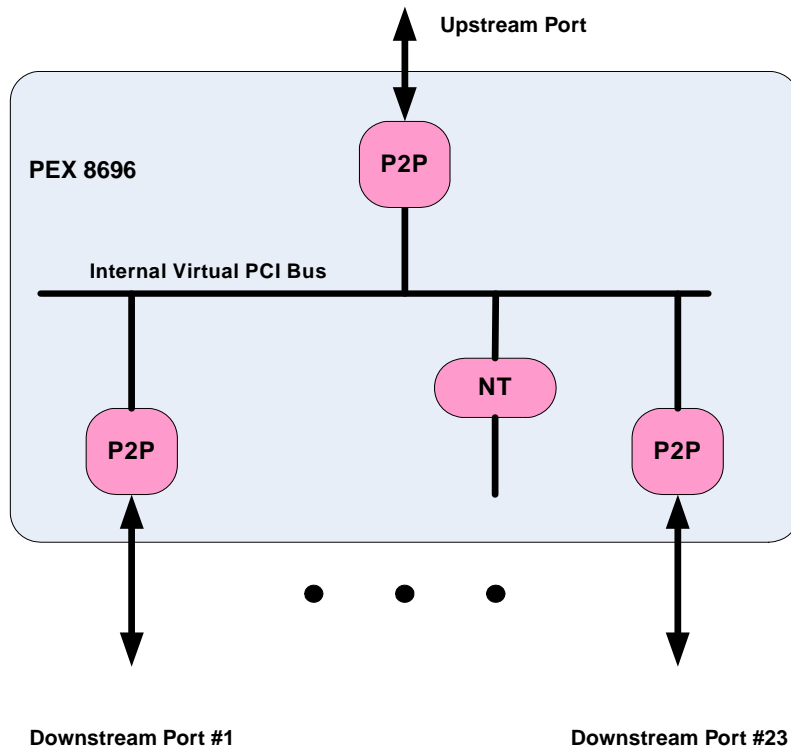 Upstream Port
P2P
PEX 8696
Internal Virtual PCI Bus
NT
P2P
P2P
Downstream Port #1
Downstream Port #23